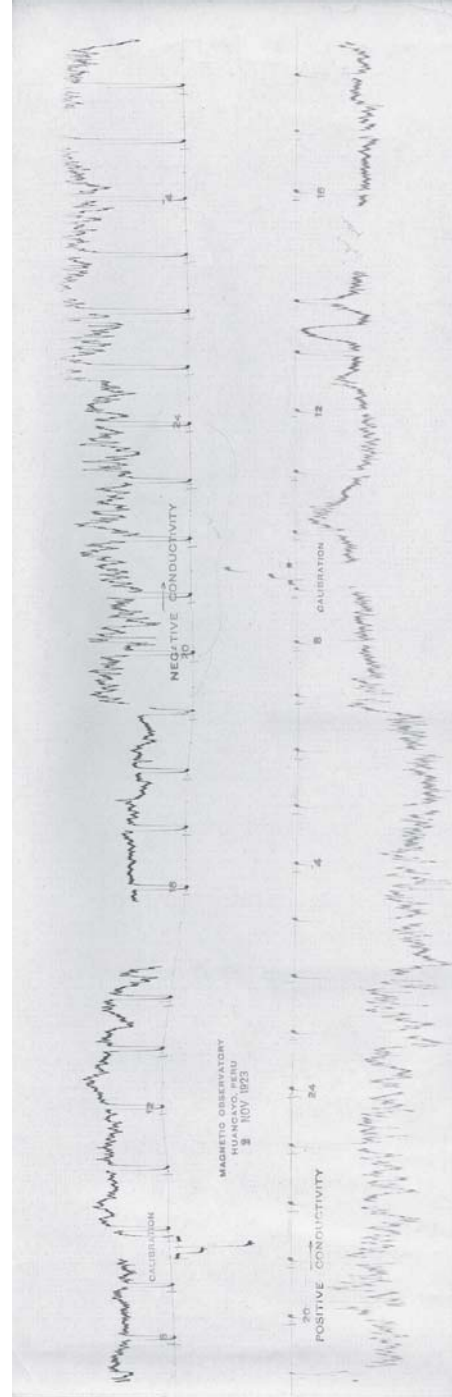 CALIBRATION
12
16
20
NEGATIVE CONDUCTIVITY
24
4
MAGNETIC OBSERVATORY
HUANCAYO, PERU
NOV 1923
20
POSITIVE CONDUCTIVITY
24
4
8
CALIBRATION
12
16